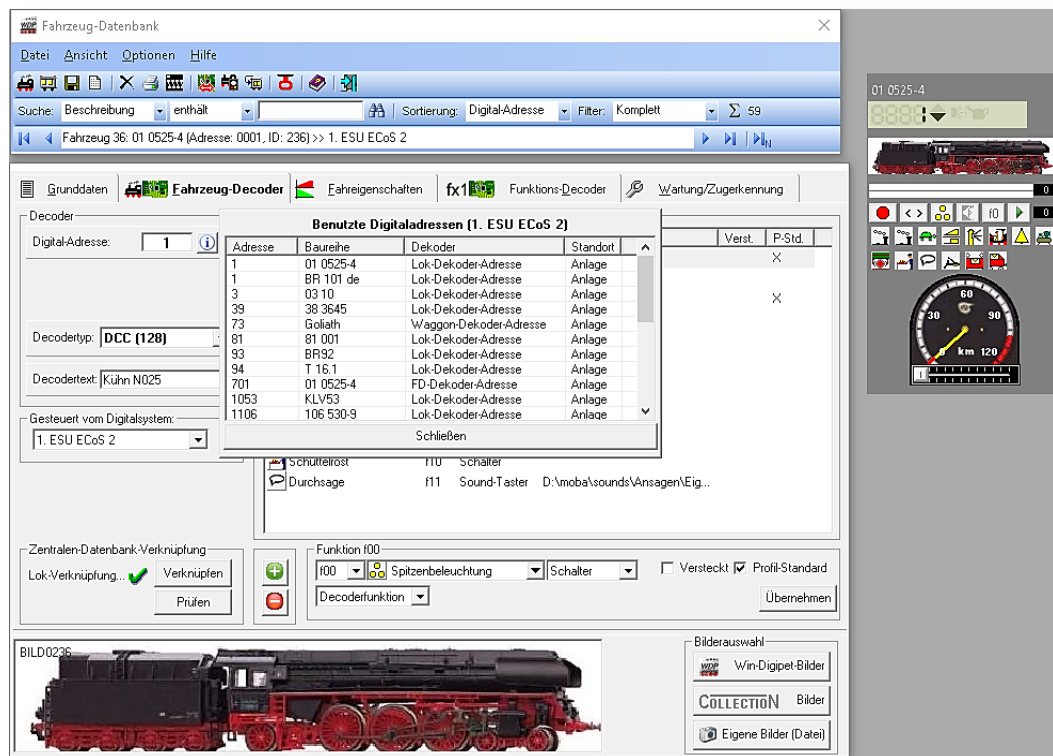 Fahrzeug-Datenbank
Datei Ansicht Optionen Hilfe
Suche: Beschreibung enthält Sortierung: Digital-Adresse Filter: Komplett Σ 59
Fahrzeug 36: 01 0525-4 (Adresse: 0001, ID: 236) >> 1. ESU ECoS 2
Grunddaten Fahrzeug-Decoder Fahreigenschaften fx1 Funktions-Decoder Wartung/Zugerkennung
Decoder
Digital-Adresse: 1
Decodertyp: DCC (128)
Decodertext: Kühn N025
Gesteuert vom Digitalsystem:
1. ESU ECoS 2
Benutzte Digitaladressen (1. ESU ECoS 2)
Adresse Baureihe Dekoder Standort
1 01 0525-4 Lok-Dekoder-Adresse Anlage
1 BR 101 de Lok-Dekoder-Adresse Anlage
3 03 10 Lok-Dekoder-Adresse Anlage
39 38 3645 Lok-Dekoder-Adresse Anlage
73 Goliath Waggon-Dekoder-Adresse Anlage
81 81 001 Lok-Dekoder-Adresse Anlage
93 BR92 Lok-Dekoder-Adresse Anlage
94 T 16.1 Lok-Dekoder-Adresse Anlage
701 01 0525-4 FD-Dekoder-Adresse Anlage
1053 KLV53 Lok-Dekoder-Adresse Anlage
1106 106 530-9 Lok-Dekoder-Adresse Anlage
Schließen
Verst. P-Std.
X
X
Schüttelrost f10 Schalter
Durchsage f11 Sound-Taster D:\moba\sounds\Ansagen\Eig...
Zentralen-Datenbank-Verknüpfung
Lok-Verknüpfung... Verknüpfen
Prüfen
Funktion f00
f00 Spitzenbeleuchtung Schalter Versteckt Profil-Standard
Decoderfunktion Übernehmen
BILD0236
Bilderauswahl
WDP Win-Digipet-Bilder
COLLECTION Bilder
Eigene Bilder (Datei)
01 0525-4
1
0
< > f0 0
30 60 90
0 km 120